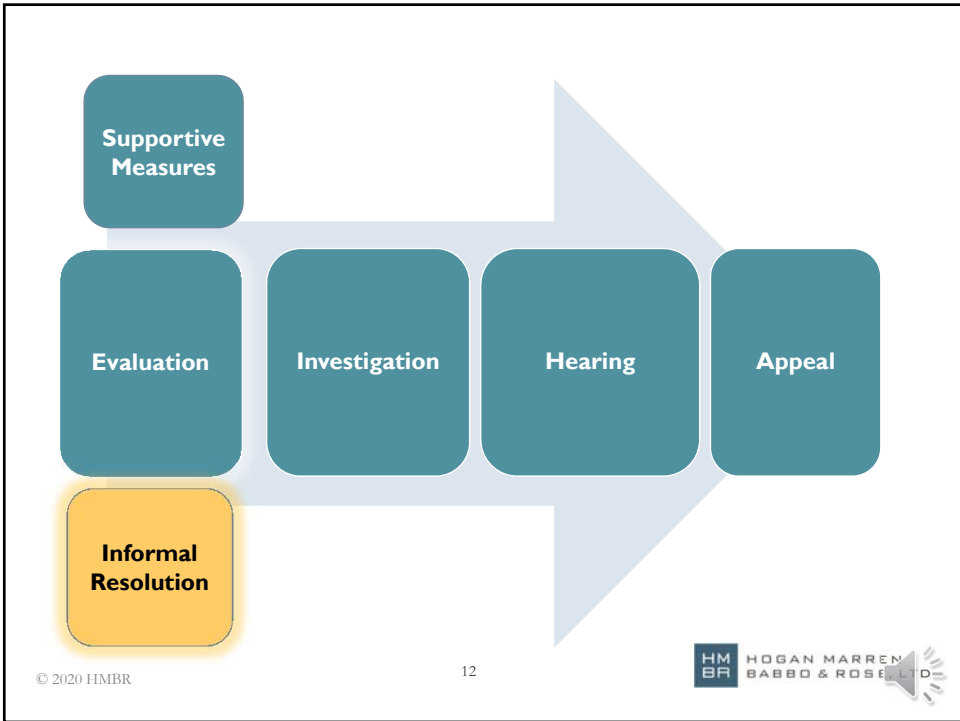 Supportive
Measures
Evaluation
Investigation
Hearing
Appeal
Informal
Resolution
© 2020 HMBR
12
HM
BR
HOGAN MARREN
BABBO & ROSE, LTD